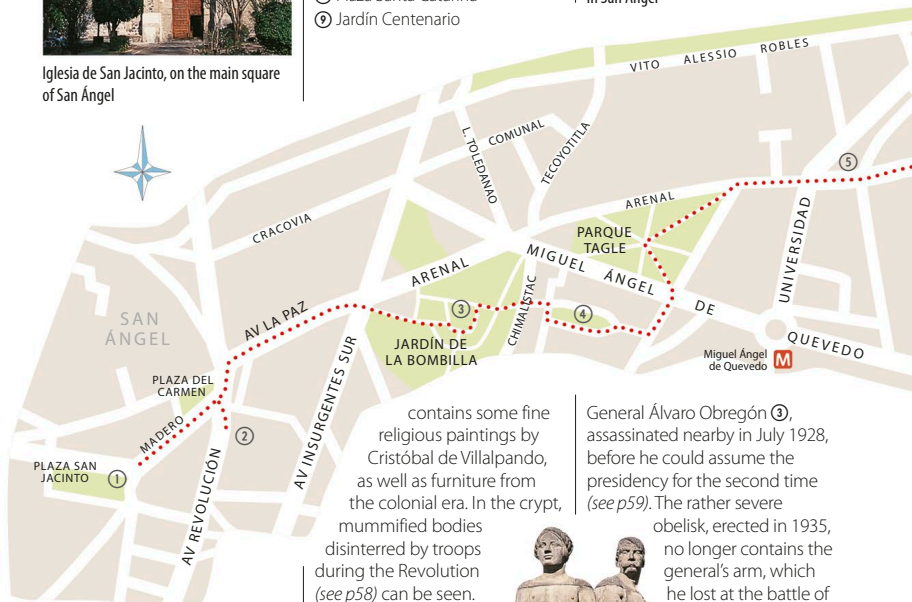 ⑨ Jardín Centenario
Iglesia de San Jacinto, on the main square
of San Ángel
VITO ALESSIO ROBLES
L. TOLEDANAO
COMUNAL
TECOYOTITLA
⑤
CRACOVIA
ARENAL
PARQUE
TAGLE
UNIVERSIDAD
ARENAL
MIGUEL ÁNGEL DE QUEVEDO
SAN
ÁNGEL
AV LA PAZ
③
CHIMALISTAC
④
JARDÍN DE
LA BOMBILLA
AV INSURGENTES SUR
Miguel Ángel
de Quevedo
M
PLAZA DEL
CARMEN
MADERO
②
PLAZA SAN
JACINTO
①
AV REVOLUCIÓN
contains some fine
religious paintings by
Cristóbal de Villalpando,
as well as furniture from
the colonial era. In the crypt,
mummified bodies
disinterred by troops
during the Revolution
(see p58) can be seen.
General Álvaro Obregón ③,
assassinated nearby in July 1928,
before he could assume the
presidency for the second time
(see p59). The rather severe
obelisk, erected in 1935,
no longer contains the
general's arm, which
he lost at the battle of